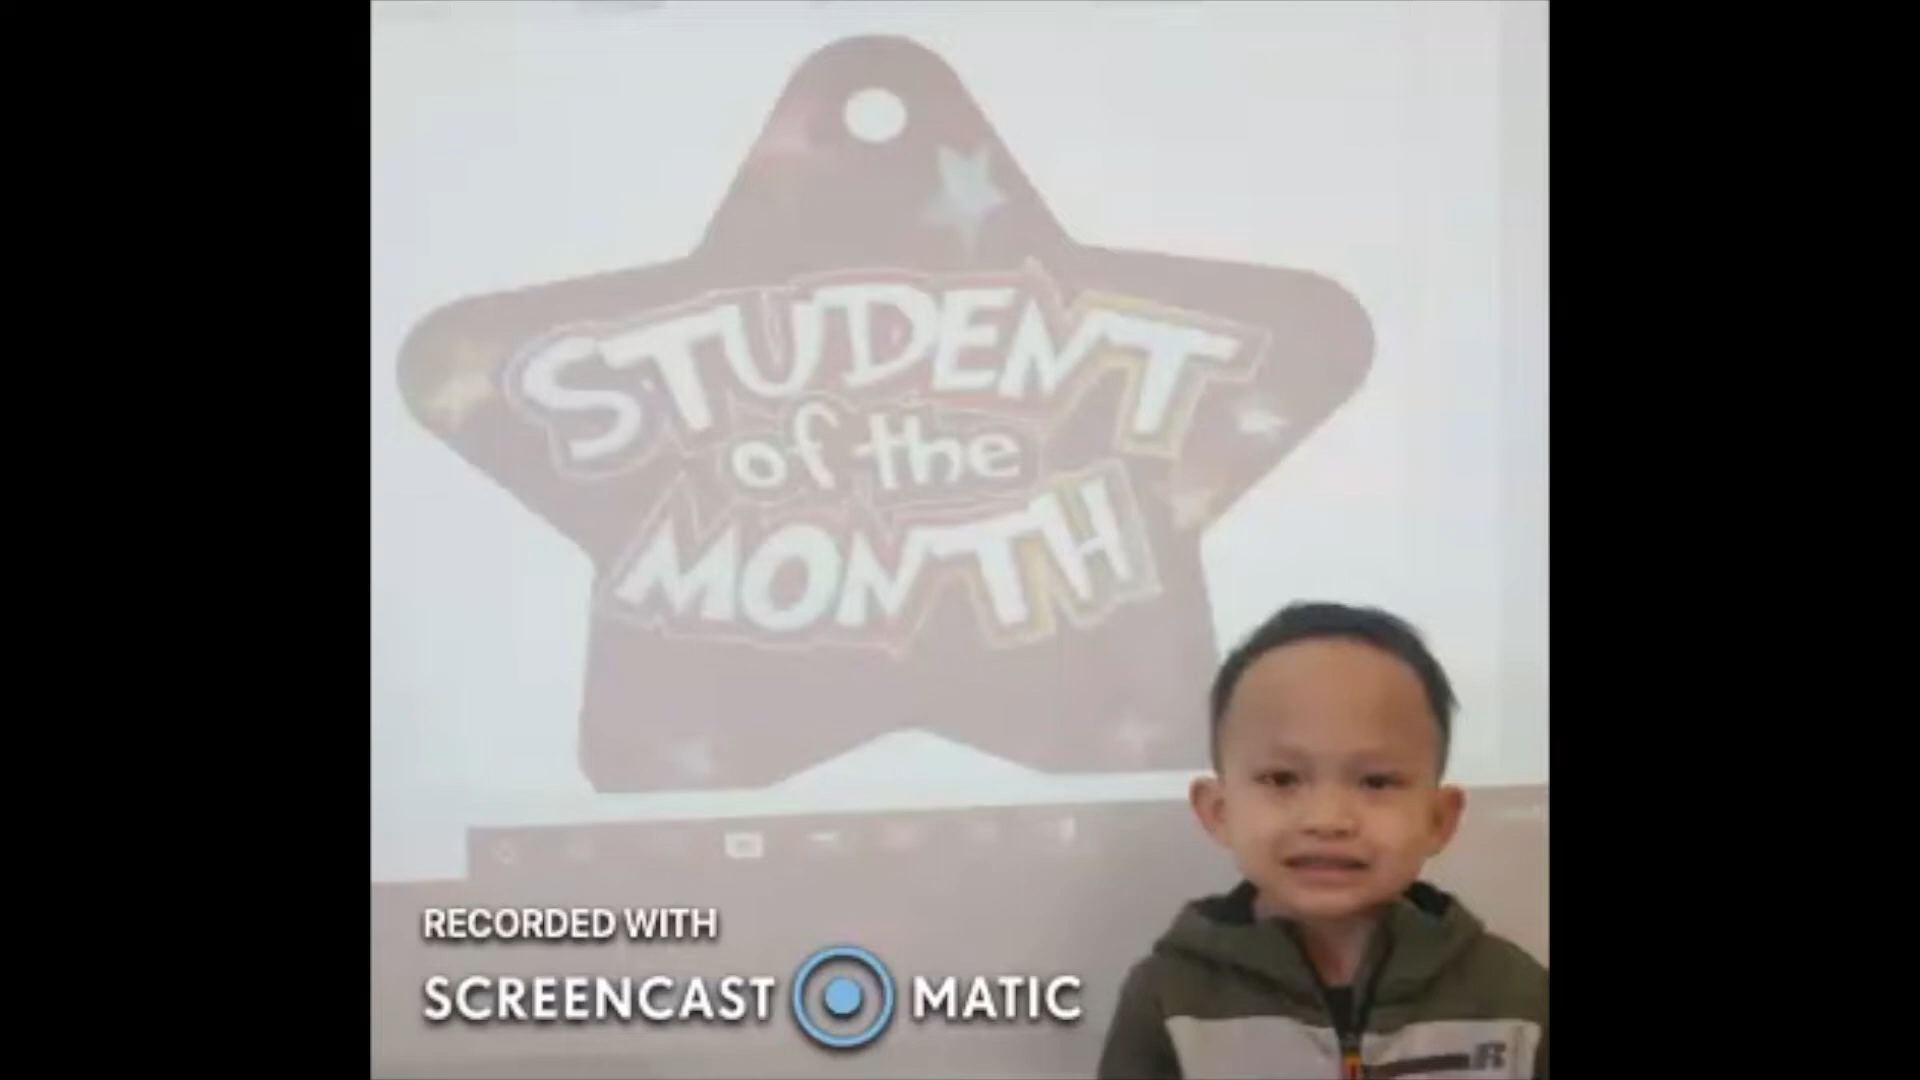 STUDENT
of the
MONTH
RECORDED WITH
SCREENCAST MATIC